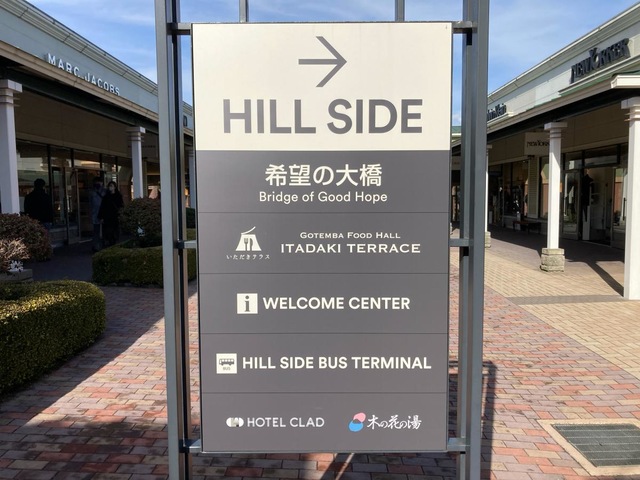 MARC JACOBS
→
HILL SIDE
希望の大橋
Bridge of Good Hope
いただきテラス
GOTEMBA FOOD HALL
ITADAKI TERRACE
i WELCOME CENTER
HILL SIDE BUS TERMINAL
HOTEL CLAD
木の花の湯
NEWYORKER